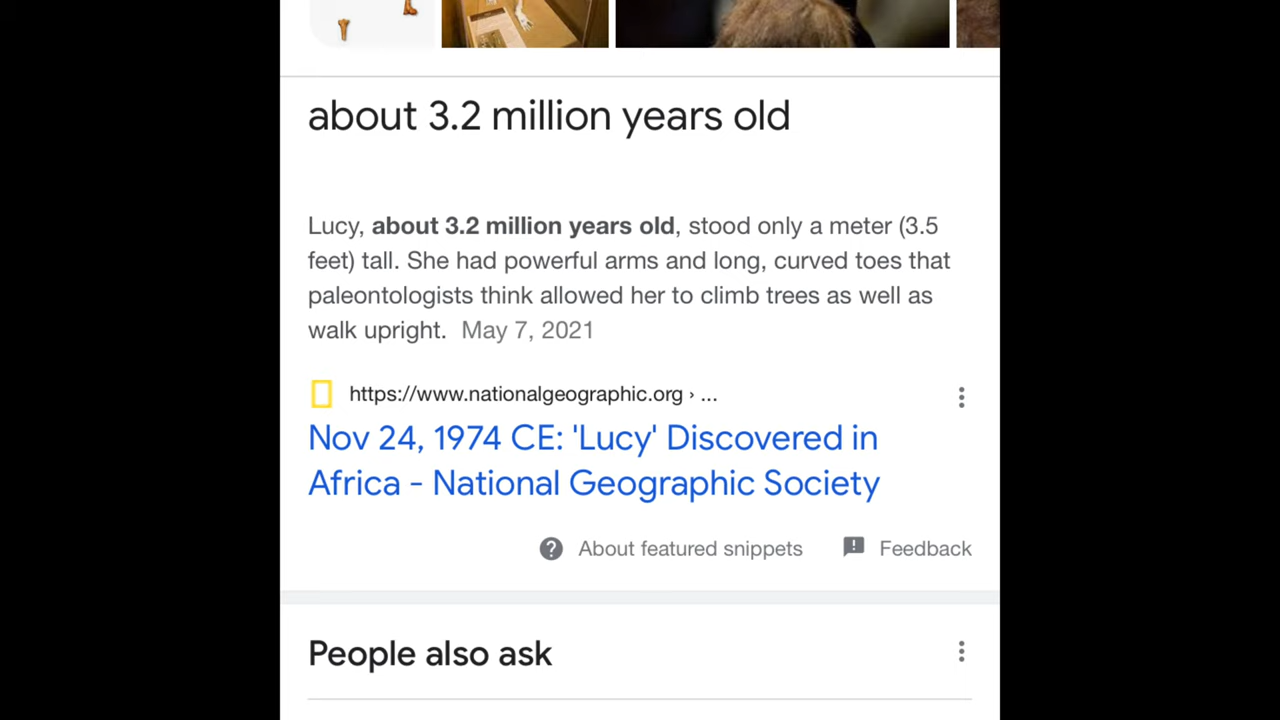 about 3.2 million years old
Lucy, about 3.2 million years old, stood only a meter (3.5
feet) tall. She had powerful arms and long, curved toes that
paleontologists think allowed her to climb trees as well as
walk upright. May 7, 2021
https://www.nationalgeographic.org › ...
Nov 24, 1974 CE: 'Lucy' Discovered in
Africa - National Geographic Society
About featured snippets Feedback
People also ask